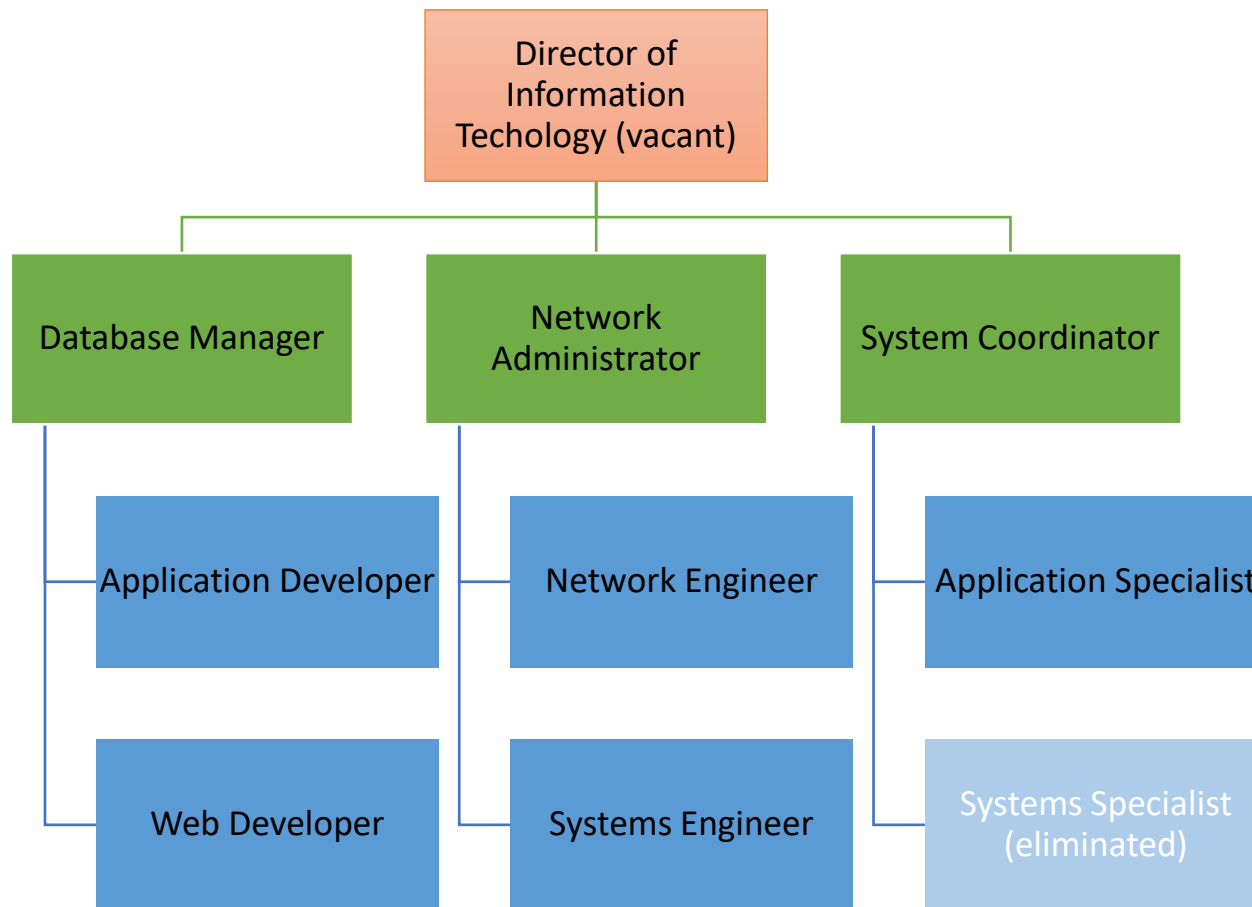 Director of
Information
Techology (vacant)
Database Manager
Network
Administrator
System Coordinator
Application Developer
Network Engineer
Application Specialist
Web Developer
Systems Engineer
Systems Specialist
(eliminated)